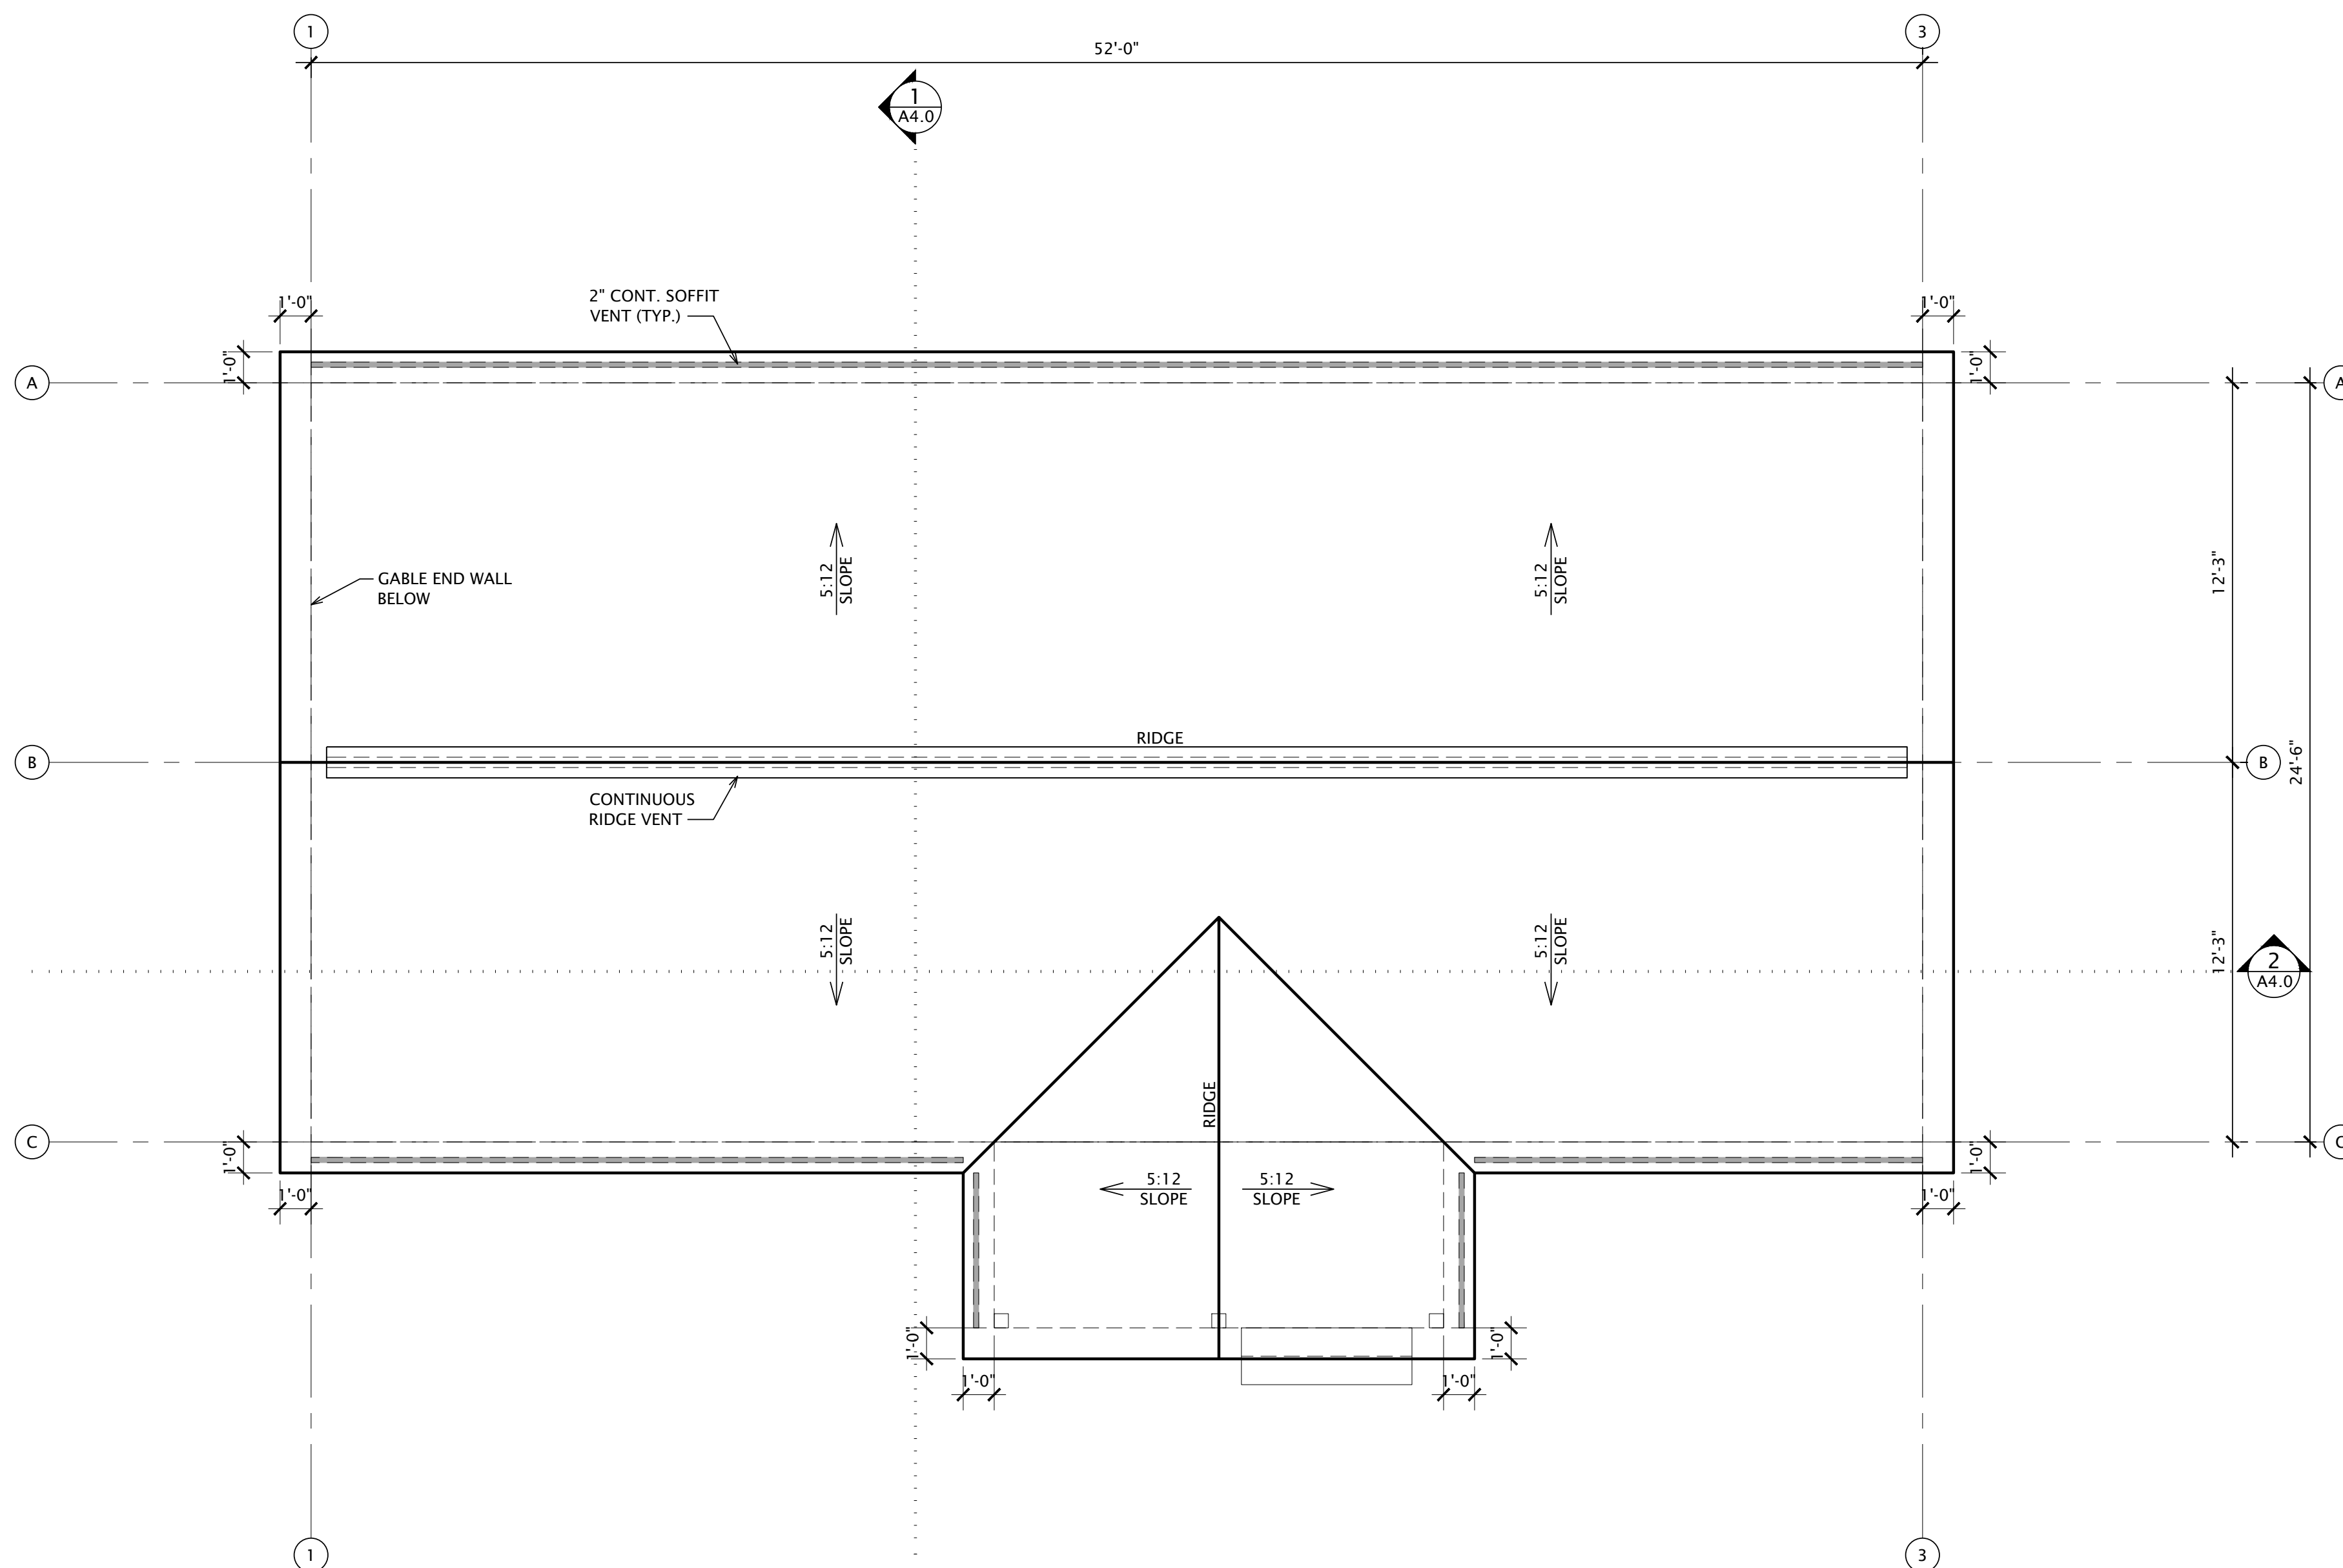 1
3
52'-0"
1
A4.0
2" CONT. SOFFIT
VENT (TYP.)
1'-0"
1'-0"
1'-0"
1'-0"
A
A
5:12
SLOPE
5:12
SLOPE
12'-3"
GABLE END WALL
BELOW
RIDGE
B
B
24'-6"
CONTINUOUS
RIDGE VENT
5:12
SLOPE
5:12
SLOPE
12'-3"
2
A4.0
RIDGE
C
C
1'-0"
1'-0"
1'-0"
1'-0"
5:12
SLOPE
5:12
SLOPE
1'-0"
1'-0"
1'-0"
1'-0"
1
3